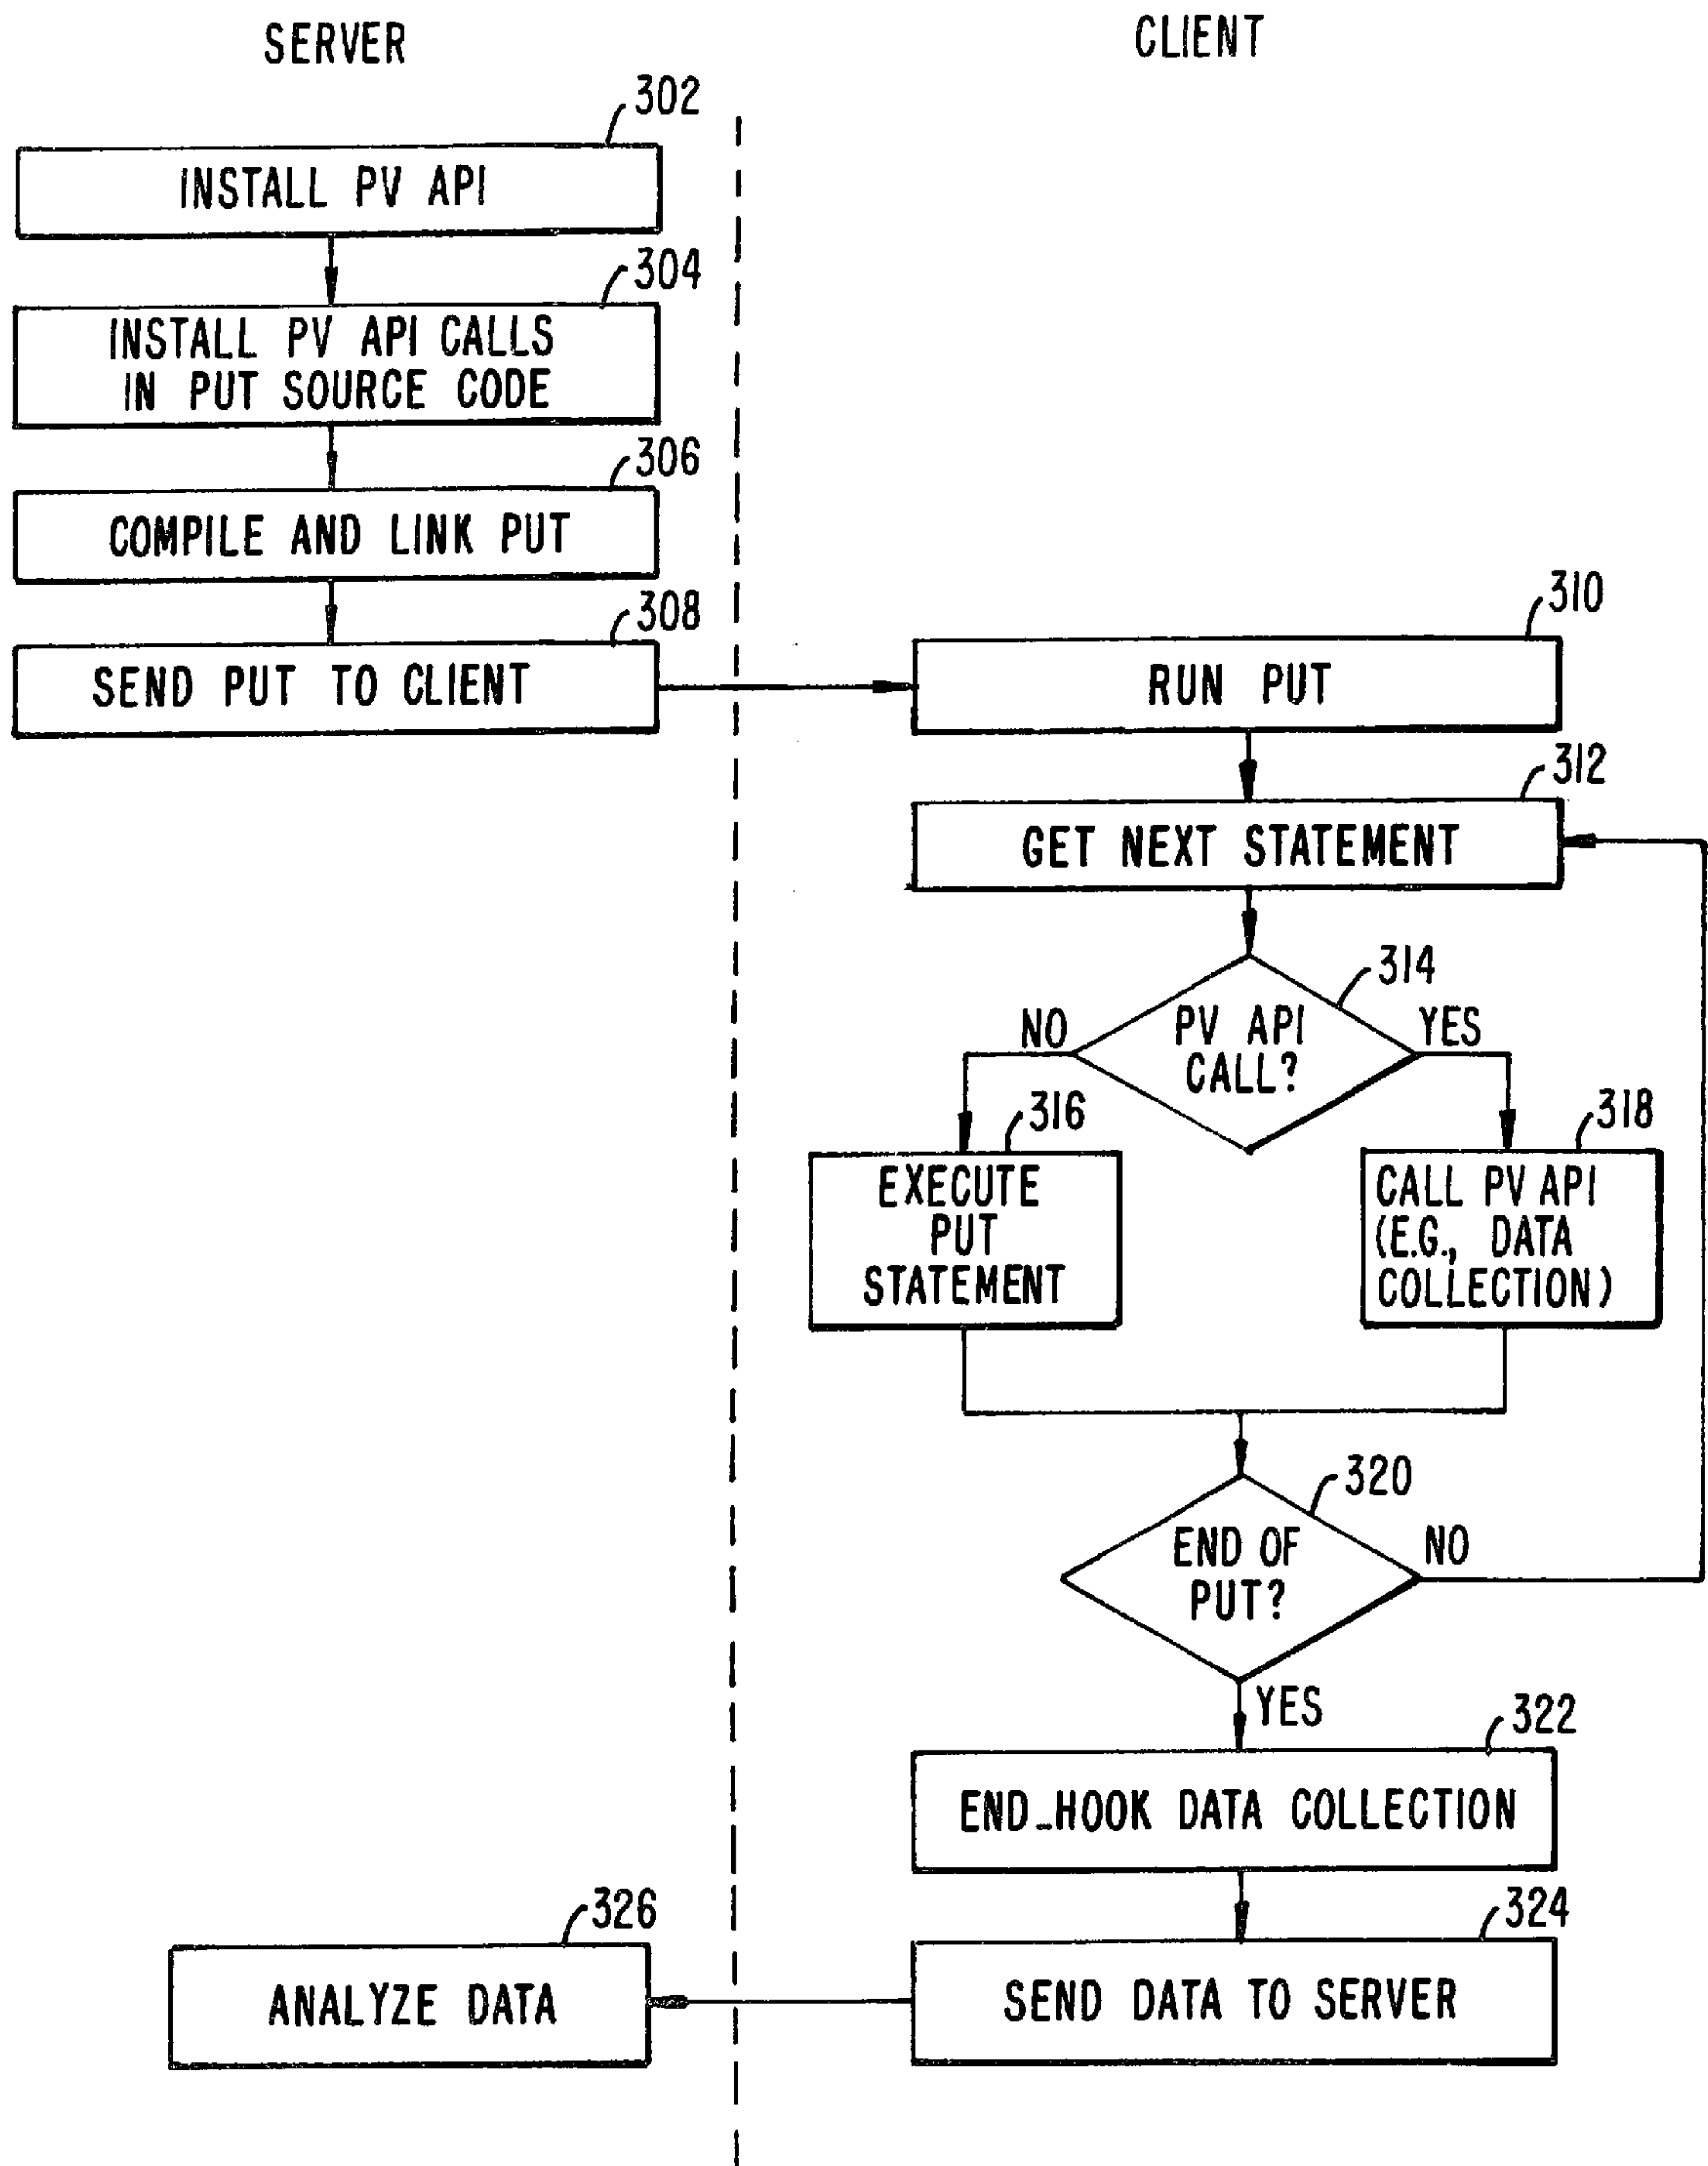 SERVER
CLIENT
302
INSTALL PV API
304
INSTALL PV API CALLS
IN PUT SOURCE CODE
306
COMPILE AND LINK PUT
308
SEND PUT TO CLIENT
310
RUN PUT
312
GET NEXT STATEMENT
314
NO
PV API
CALL?
YES
316
EXECUTE
PUT
STATEMENT
318
CALL PV API
(E.G., DATA
COLLECTION)
320
END OF
PUT?
NO
YES
322
END_HOOK DATA COLLECTION
324
SEND DATA TO SERVER
326
ANALYZE DATA